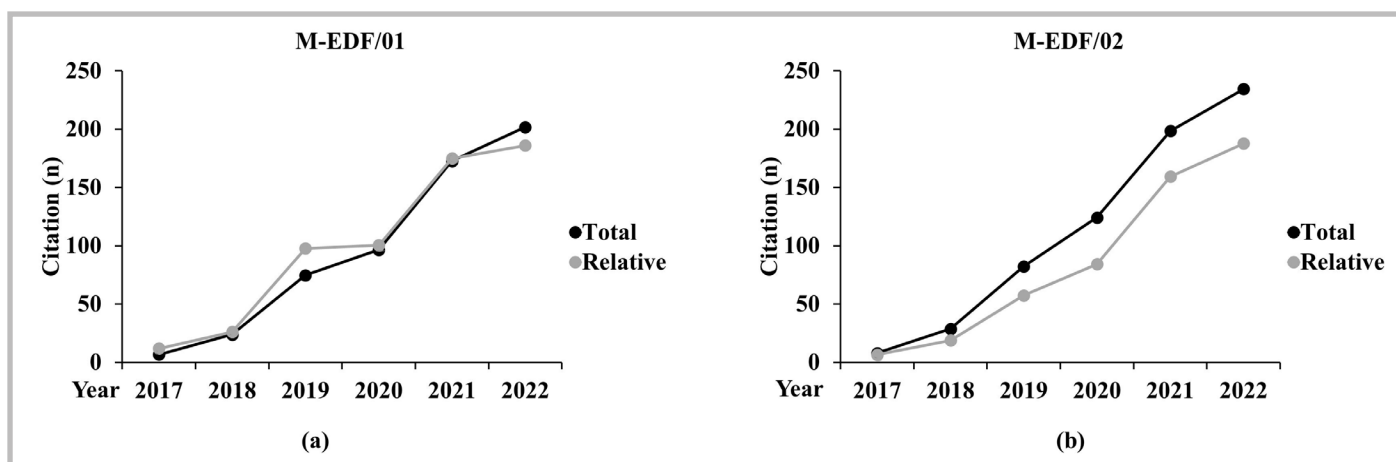 M-EDF/01
250
200
150
100
50
0
Citation (n)
Total
Relative
Year 2017 2018 2019 2020 2021 2022
(a)
M-EDF/02
250
200
150
100
50
0
Citation (n)
Total
Relative
Year 2017 2018 2019 2020 2021 2022
(b)